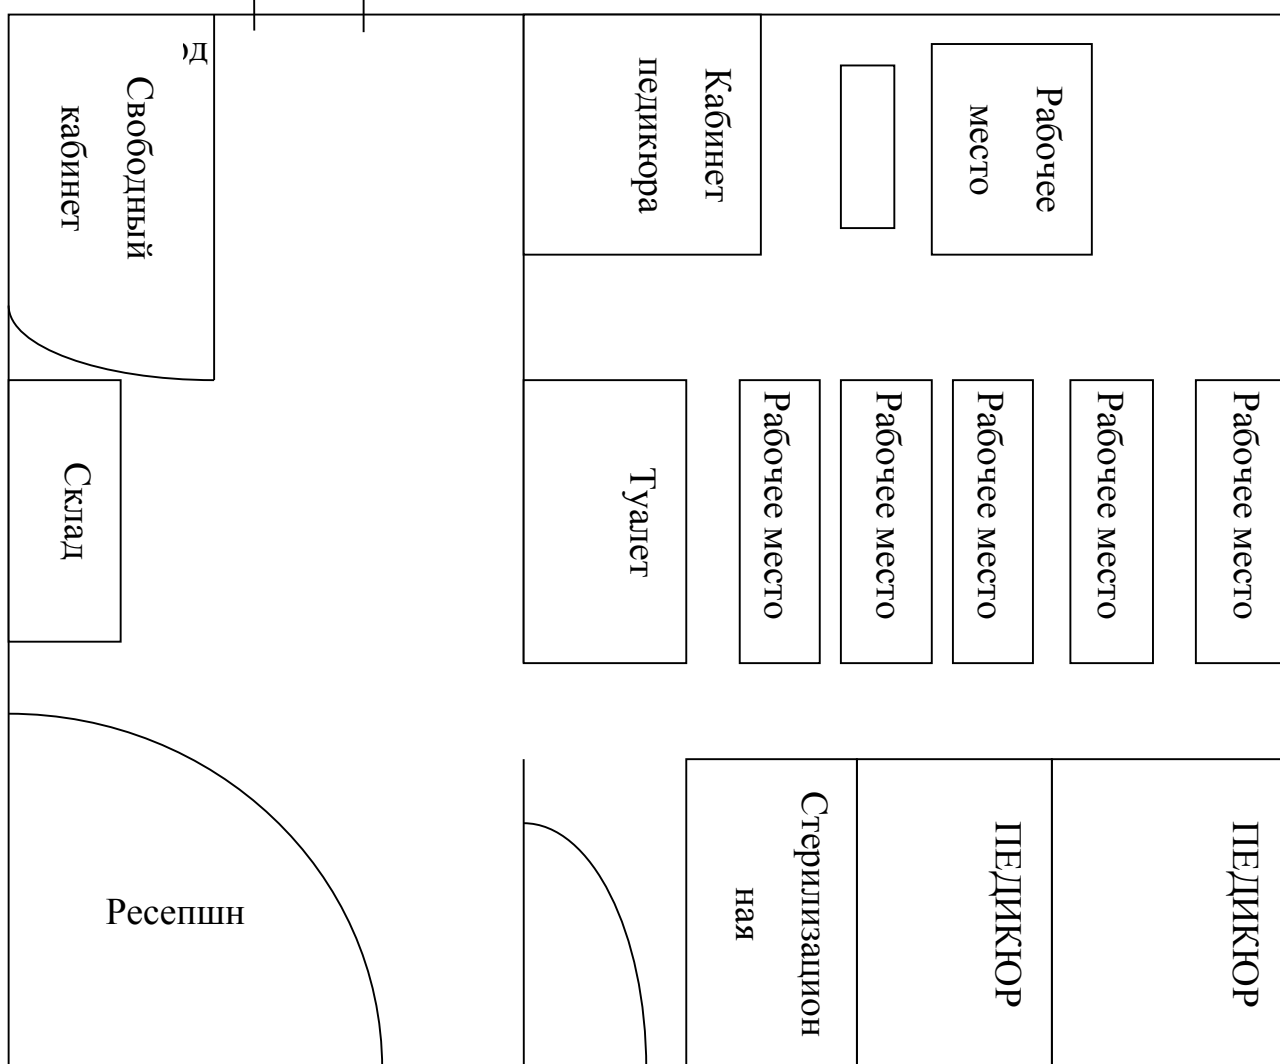 Свободный
кабинет
Кабинет
педикюра
Рабочее
место
Склад
Туалет
Рабочее место
Рабочее место
Рабочее место
Рабочее место
Рабочее место
Ресепшн
Стерилизацион
ная
ПЕДИКЮР
ПЕДИКЮР